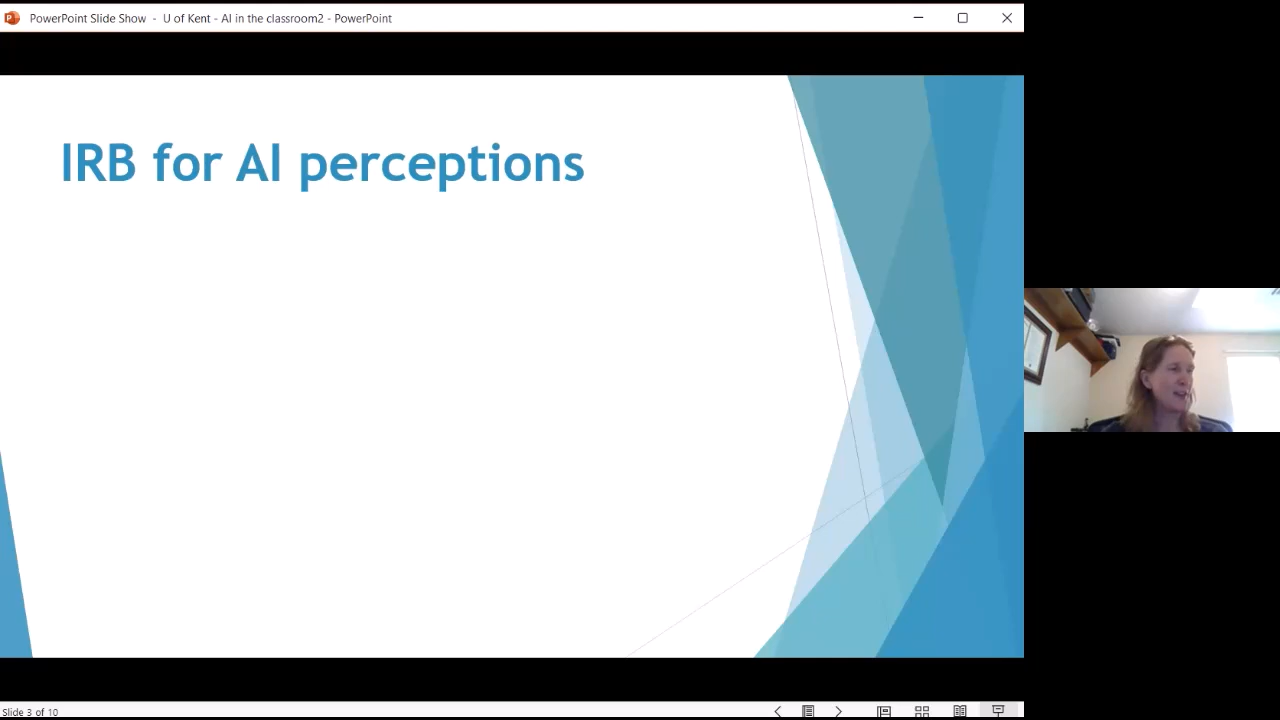 PowerPoint Slide Show - U of Kent - AI in the classroom2 - PowerPoint
IRB for AI perceptions
Slide 3 of 10